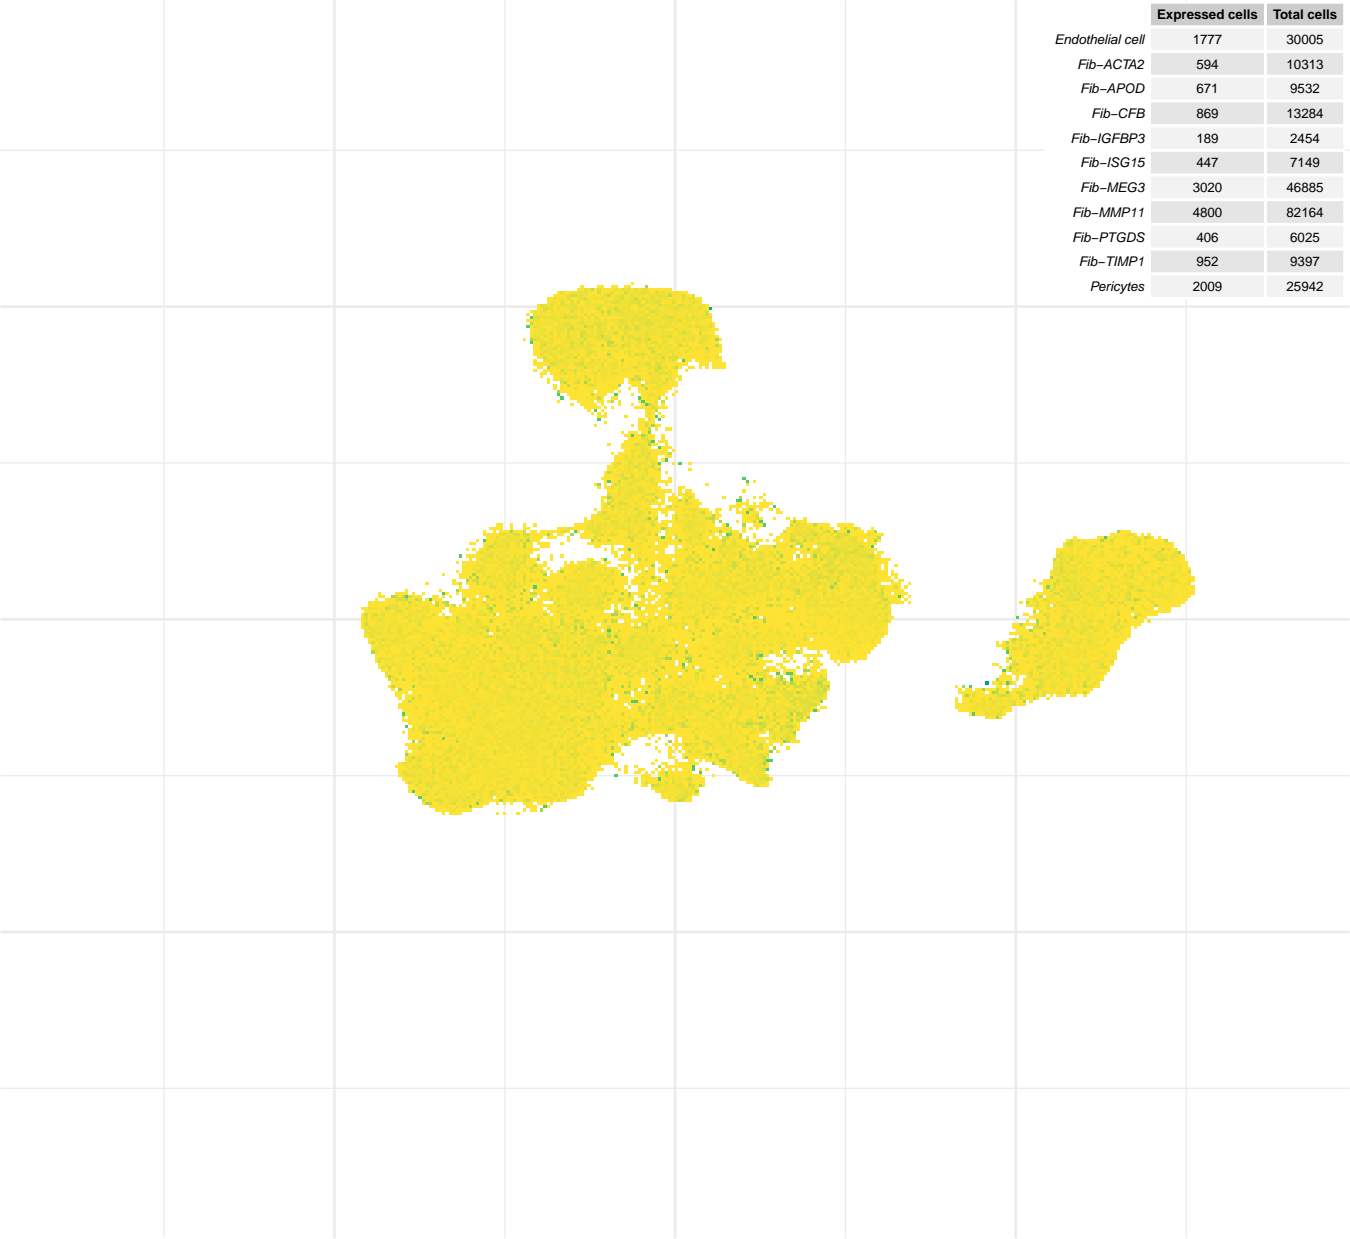 Expressed cells Total cells
Endothelial cell 1777 30005
Fib−ACTA2 594 10313
Fib−APOD 671 9532
Fib−CFB 869 13284
Fib−IGFBP3 189 2454
Fib−ISG15 447 7149
Fib−MEG3 3020 46885
Fib−MMP11 4800 82164
Fib−PTGDS 406 6025
Fib−TIMP1 952 9397
Pericytes 2009 25942